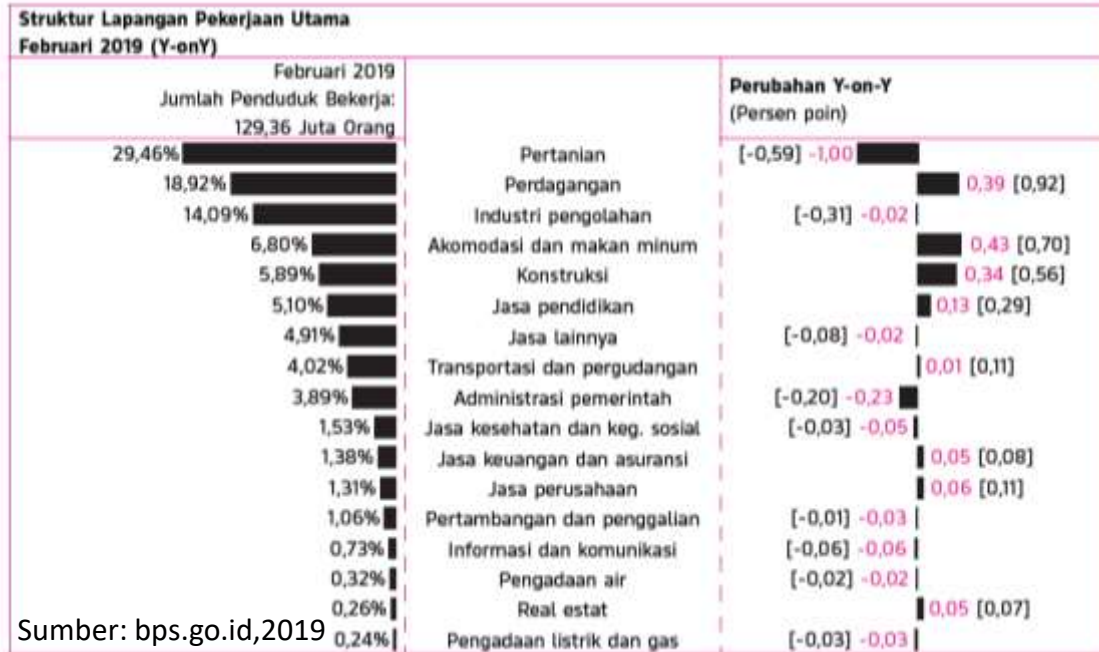 Struktur Lapangan Pekerjaan Utama
Februari 2019 (Y-onY)
Februari 2019
Jumlah Penduduk Bekerja:
129,36 Juta Orang
Perubahan Y-on-Y
(Persen poin)
29,46% Pertanian [-0,59] -1,00
18,92% Perdagangan 0,39 [0,92]
14,09% Industri pengolahan [-0,31] -0,02
6,80% Akomodasi dan makan minum 0,43 [0,70]
5,89% Konstruksi 0,34 [0,56]
5,10% Jasa pendidikan 0,13 [0,29]
4,91% Jasa lainnya [-0,08] -0,02
4,02% Transportasi dan pergudangan 0,01 [0,11]
3,89% Administrasi pemerintah [-0,20] -0,23
1,53% Jasa kesehatan dan keg. sosial [-0,03] -0,05
1,38% Jasa keuangan dan asuransi 0,05 [0,08]
1,31% Jasa perusahaan 0,06 [0,11]
1,06% Pertambangan dan penggalian [-0,01] -0,03
0,73% Informasi dan komunikasi [-0,06] -0,06
0,32% Pengadaan air [-0,02] -0,02
0,26% Real estat 0,05 [0,07]
0,24% Pengadaan listrik dan gas [-0,03] -0,03
Sumber: bps.go.id,2019